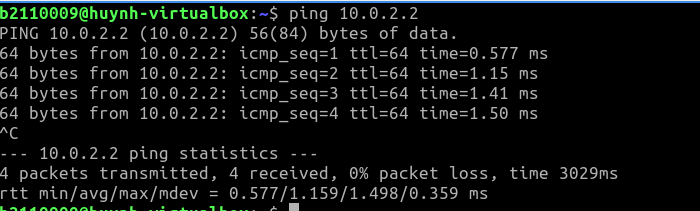 b2110009@huynh-virtualbox:~$ ping 10.0.2.2
PING 10.0.2.2 (10.0.2.2) 56(84) bytes of data.
64 bytes from 10.0.2.2: icmp_seq=1 ttl=64 time=0.577 ms
64 bytes from 10.0.2.2: icmp_seq=2 ttl=64 time=1.15 ms
64 bytes from 10.0.2.2: icmp_seq=3 ttl=64 time=1.41 ms
64 bytes from 10.0.2.2: icmp_seq=4 ttl=64 time=1.50 ms
^C
--- 10.0.2.2 ping statistics ---
4 packets transmitted, 4 received, 0% packet loss, time 3029ms
rtt min/avg/max/mdev = 0.577/1.159/1.498/0.359 ms
b2110009@huynh-virtualbox:~$